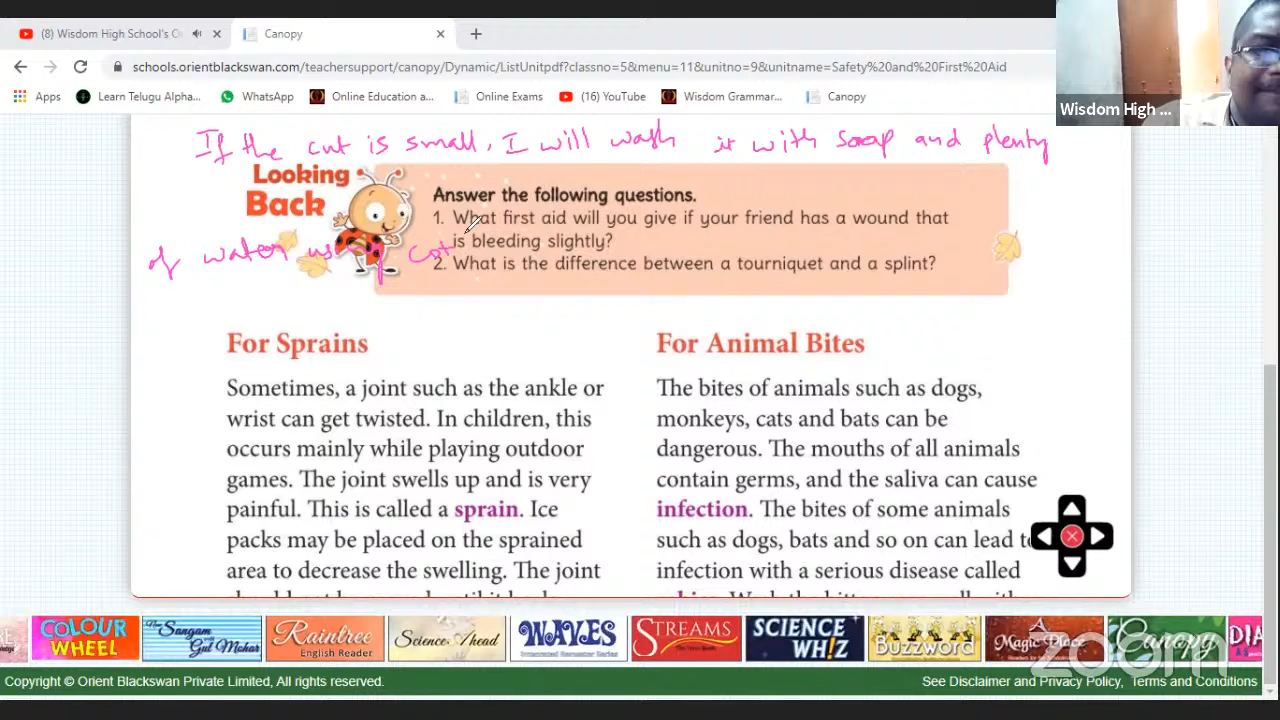 (8) Wisdom High School's O
Canopy
schools.orientblackswan.com/teachersupport/canopy/Dynamic/ListUnitpdf?classno=5&menu=11&unitno=9&unitname=Safety%20and%20First%20Aid
Apps
Learn Telugu Alpha...
WhatsApp
Online Education a...
Online Exams
(16) YouTube
Wisdom Grammar...
Canopy
Wisdom High ...
If the cut is small, I will wash it with soap and plenty
of water using cot
Looking
Back
Answer the following questions.
1. What first aid will you give if your friend has a wound that
is bleeding slightly?
2. What is the difference between a tourniquet and a splint?
For Sprains
Sometimes, a joint such as the ankle or
wrist can get twisted. In children, this
occurs mainly while playing outdoor
games. The joint swells up and is very
painful. This is called a sprain. Ice
packs may be placed on the sprained
area to decrease the swelling. The joint
For Animal Bites
The bites of animals such as dogs,
monkeys, cats and bats can be
dangerous. The mouths of all animals
contain germs, and the saliva can cause
infection. The bites of some animals
such as dogs, bats and so on can lead to
infection with a serious disease called
COLOUR
WHEEL
New Sangam
with
Gul Mohar
Raintree
English Reader
Science Ahead
WAVES
STREAMS
SCIENCE
WH!Z
Buzzword
A
Magic Place
Canopy
DIA
zoom
Copyright © Orient Blackswan Private Limited, All rights reserved.
See Disclaimer and Privacy Policy, Terms and Conditions